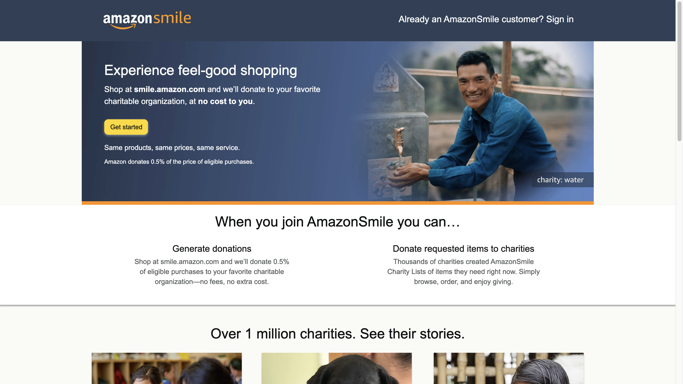 amazonsmile
Already an AmazonSmile customer? Sign in
Experience feel-good shopping
Shop at smile.amazon.com and we'll donate to your favorite
charitable organization, at no cost to you.
Get started
Same products, same prices, same service.
Amazon donates 0.5% of the price of eligible purchases.
charity: water
When you join AmazonSmile you can…
Generate donations
Shop at smile.amazon.com and we'll donate 0.5%
of eligible purchases to your favorite charitable
organization—no fees, no extra cost.
Donate requested items to charities
Thousands of charities created AmazonSmile
Charity Lists of items they need right now. Simply
browse, order, and enjoy giving.
Over 1 million charities. See their stories.